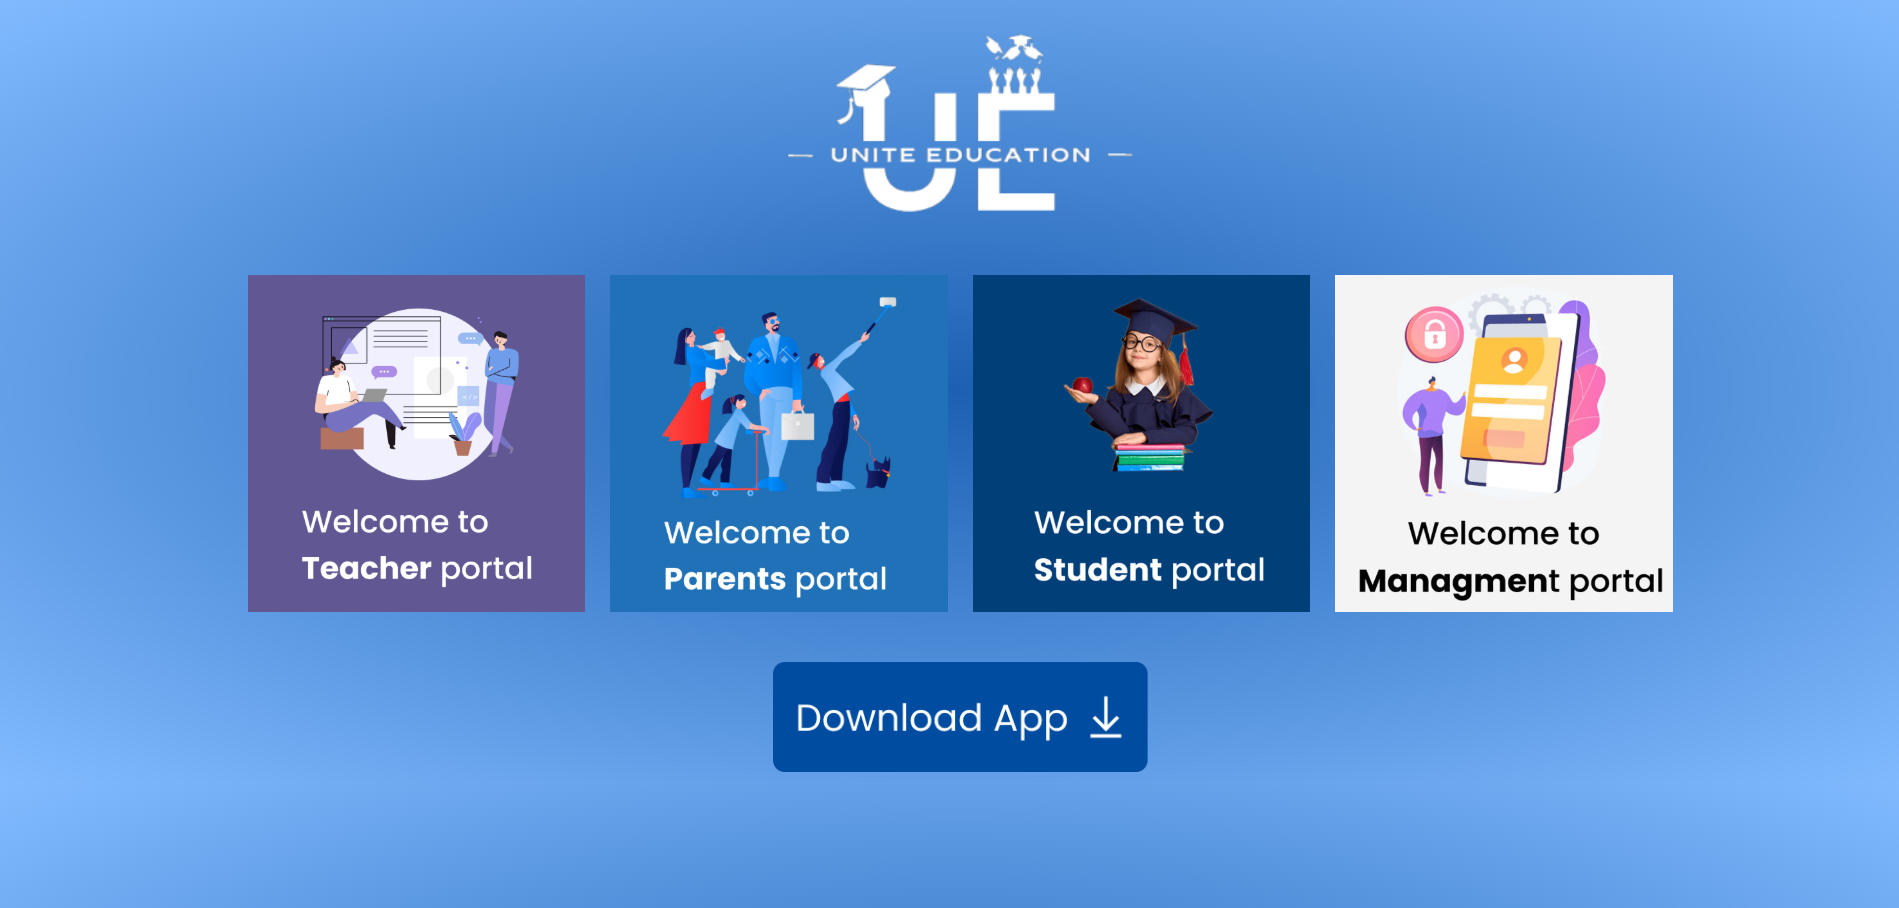 UE
UNITE EDUCATION
Welcome to
Teacher portal
Welcome to
Parents portal
Welcome to
Student portal
Welcome to
Managment portal
Download App